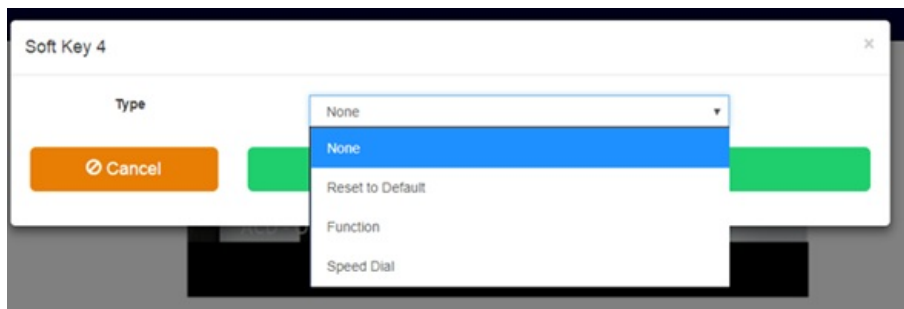 Soft Key 4 ×
Type
None
None
Cancel
Reset to Default
Function
Speed Dial